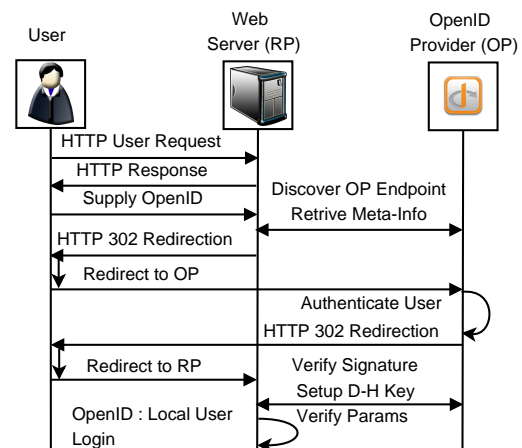 User
Web
Server (RP)
OpenID
Provider (OP)
HTTP User Request
HTTP Response
Supply OpenID
Discover OP Endpoint
Retrive Meta-Info
HTTP 302 Redirection
Redirect to OP
Authenticate User
HTTP 302 Redirection
Redirect to RP
Verify Signature
Setup D-H Key
Verify Params
OpenID : Local User
Login